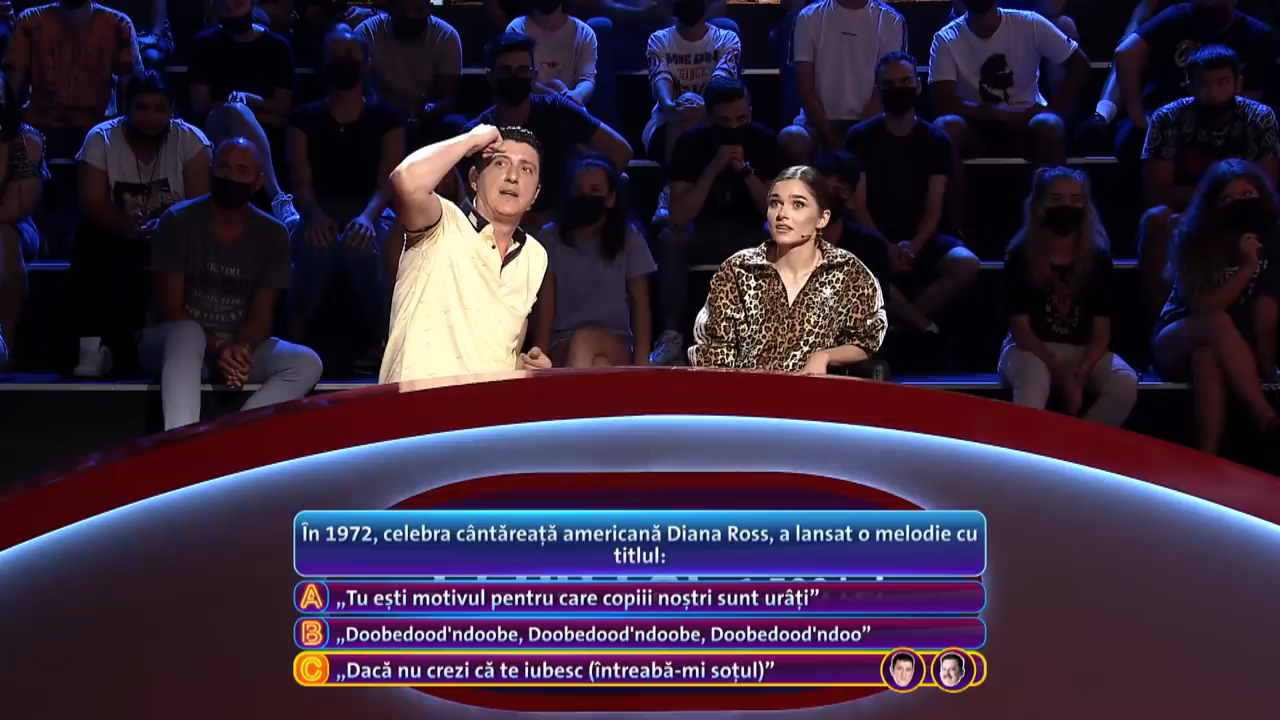 În 1972, celebra cântăreață americană Diana Ross, a lansat o melodie cu
titlul:
A „Tu ești motivul pentru care copiii noștri sunt urâți”
B „Doobedood'ndoobe, Doobedood'ndoobe, Doobedood'ndoo”
C „Dacă nu crezi că te iubesc (întreabă-mi soțul)”